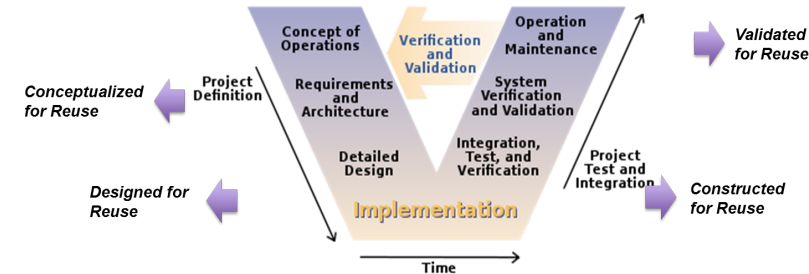 Concept of
Operations
Verification
and
Validation
Operation
and
Maintenance
Validated
for Reuse
Project
Definition
Conceptualized
for Reuse
Requirements
and
Architecture
System
Verification
and Validation
Detailed
Design
Integration,
Test, and
Verification
Project
Test and
Integration
Designed for
Reuse
Implementation
Constructed
for Reuse
Time